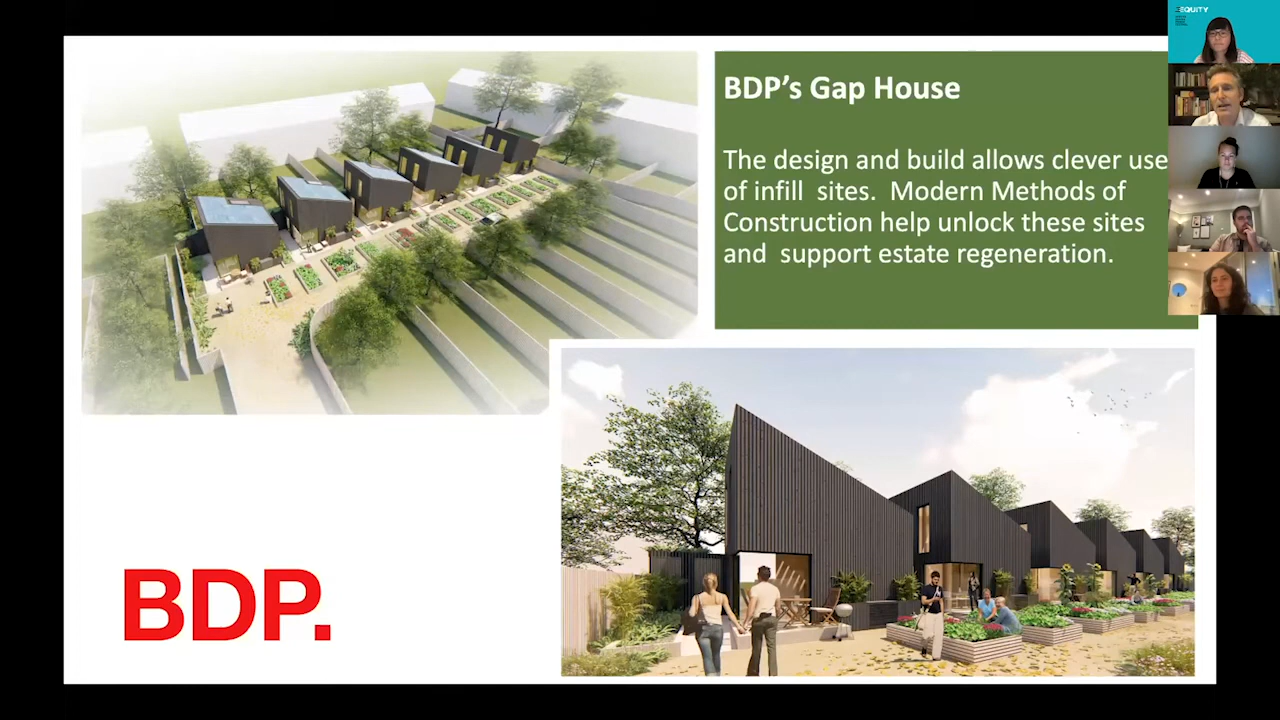 EQUITY
BDP's Gap House
The design and build allows clever use
of infill sites. Modern Methods of
Construction help unlock these sites
and support estate regeneration.
BDP.